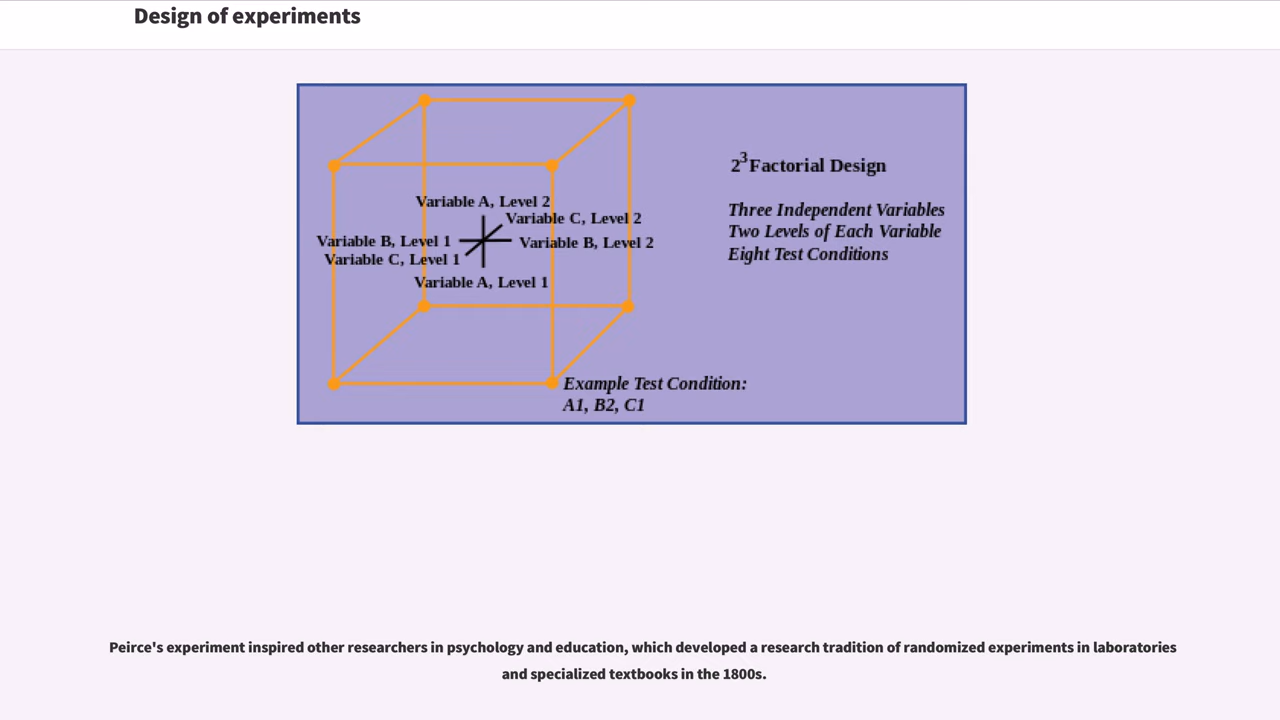 Design of experiments
2³Factorial Design
Three Independent Variables
Two Levels of Each Variable
Eight Test Conditions
Variable A, Level 2
Variable C, Level 2
Variable B, Level 1
Variable B, Level 2
Variable C, Level 1
Variable A, Level 1
Example Test Condition:
A1, B2, C1
Peirce's experiment inspired other researchers in psychology and education, which developed a research tradition of randomized experiments in laboratories
and specialized textbooks in the 1800s.